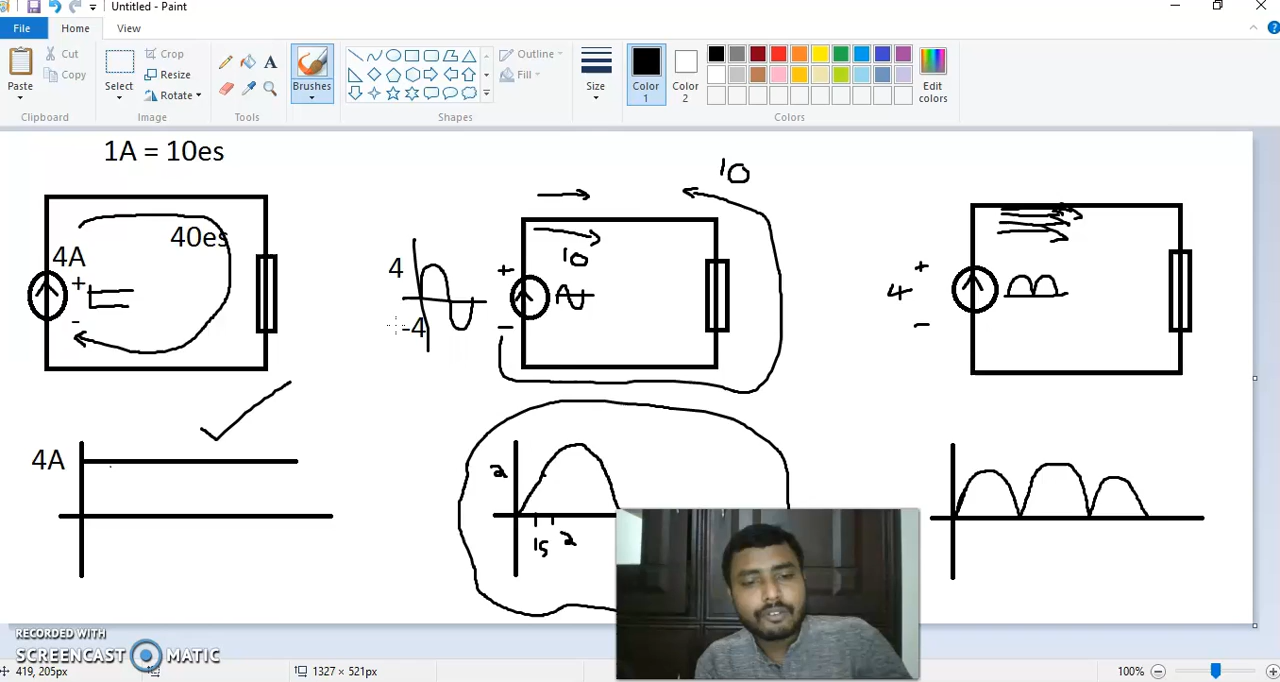 Untitled - Paint
File
Home
View
Paste
Cut
Copy
Clipboard
Select
Crop
Resize
Rotate
Image
A
Tools
Brushes
Shapes
Outline
Fill
Size
Color 1
Color 2
Edit colors
Colors
1A = 10es
40es
4A
+
-
4
-4
10
10
+
-
4
+
-
4A
2
1s
2
RECORDED WITH
SCREENCAST MATIC
419, 205px
1327 × 521px
100%